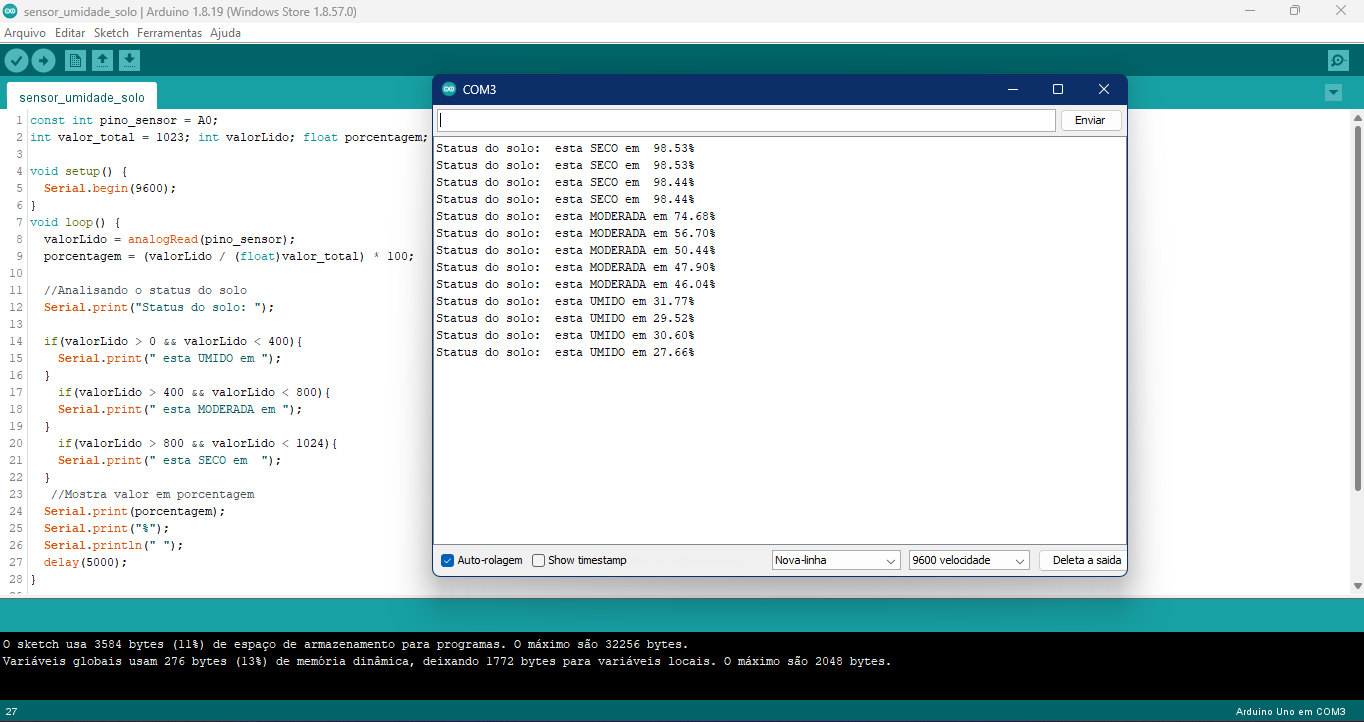 sensor_umidade_solo | Arduino 1.8.19 (Windows Store 1.8.57.0)
Arquivo Editar Sketch Ferramentas Ajuda
sensor_umidade_solo
1 const int pino_sensor = A0;
2 int valor_total = 1023; int valorLido; float porcentagem;
3
4 void setup() {
5 Serial.begin(9600);
6 }
7 void loop() {
8 valorLido = analogRead(pino_sensor);
9 porcentagem = (valorLido / (float)valor_total) * 100;
10
11 //Analisando o status do solo
12 Serial.print("Status do solo: ");
13
14 if(valorLido > 0 && valorLido < 400){
15 Serial.print(" esta UMIDO em ");
16 }
17 if(valorLido > 400 && valorLido < 800){
18 Serial.print(" esta MODERADA em ");
19 }
20 if(valorLido > 800 && valorLido < 1024){
21 Serial.print(" esta SECO em  ");
22 }
23 //Mostra valor em porcentagem
24 Serial.print(porcentagem);
25 Serial.print("%");
26 Serial.println(" ");
27 delay(5000);
28 }
COM3
Enviar
Status do solo:  esta SECO em  98.53%
Status do solo:  esta SECO em  98.53%
Status do solo:  esta SECO em  98.44%
Status do solo:  esta SECO em  98.44%
Status do solo:  esta MODERADA em 74.68%
Status do solo:  esta MODERADA em 56.70%
Status do solo:  esta MODERADA em 50.44%
Status do solo:  esta MODERADA em 47.90%
Status do solo:  esta MODERADA em 46.04%
Status do solo:  esta UMIDO em 31.77%
Status do solo:  esta UMIDO em 29.52%
Status do solo:  esta UMIDO em 30.60%
Status do solo:  esta UMIDO em 27.66%
Auto-rolagem Show timestamp Nova-linha 9600 velocidade Deleta a saida
O sketch usa 3584 bytes (11%) de espaço de armazenamento para programas. O máximo são 32256 bytes.
Variáveis globais usam 276 bytes (13%) de memória dinâmica, deixando 1772 bytes para variáveis locais. O máximo são 2048 bytes.
27 Arduino Uno em COM3